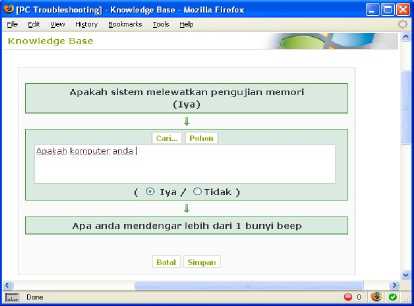 [PC Troubleshooting] - Knowledge Base - Mozilla Firefox
File Edit View History Bookmarks Tools Help
Knowledge Base
Apakah sistem melewatkan pengujian memori
(Iya)
Cari... Pohon
Apakah komputer anda
( Iya / Tidak )
Apa anda mendengar lebih dari 1 bunyi beep
Batal Simpan
Done 0